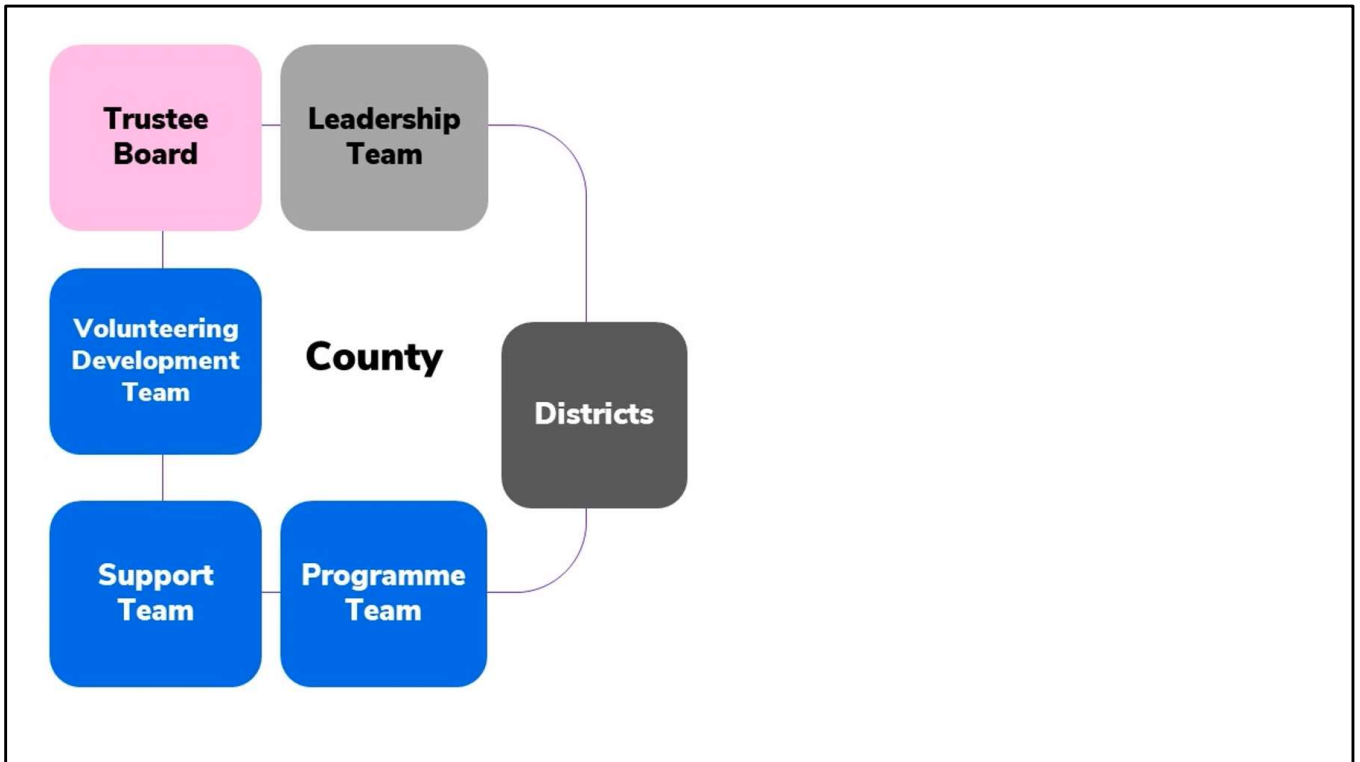 Trustee
Board
Leadership
Team
Volunteering
Development
Team
County
Districts
Support
Team
Programme
Team